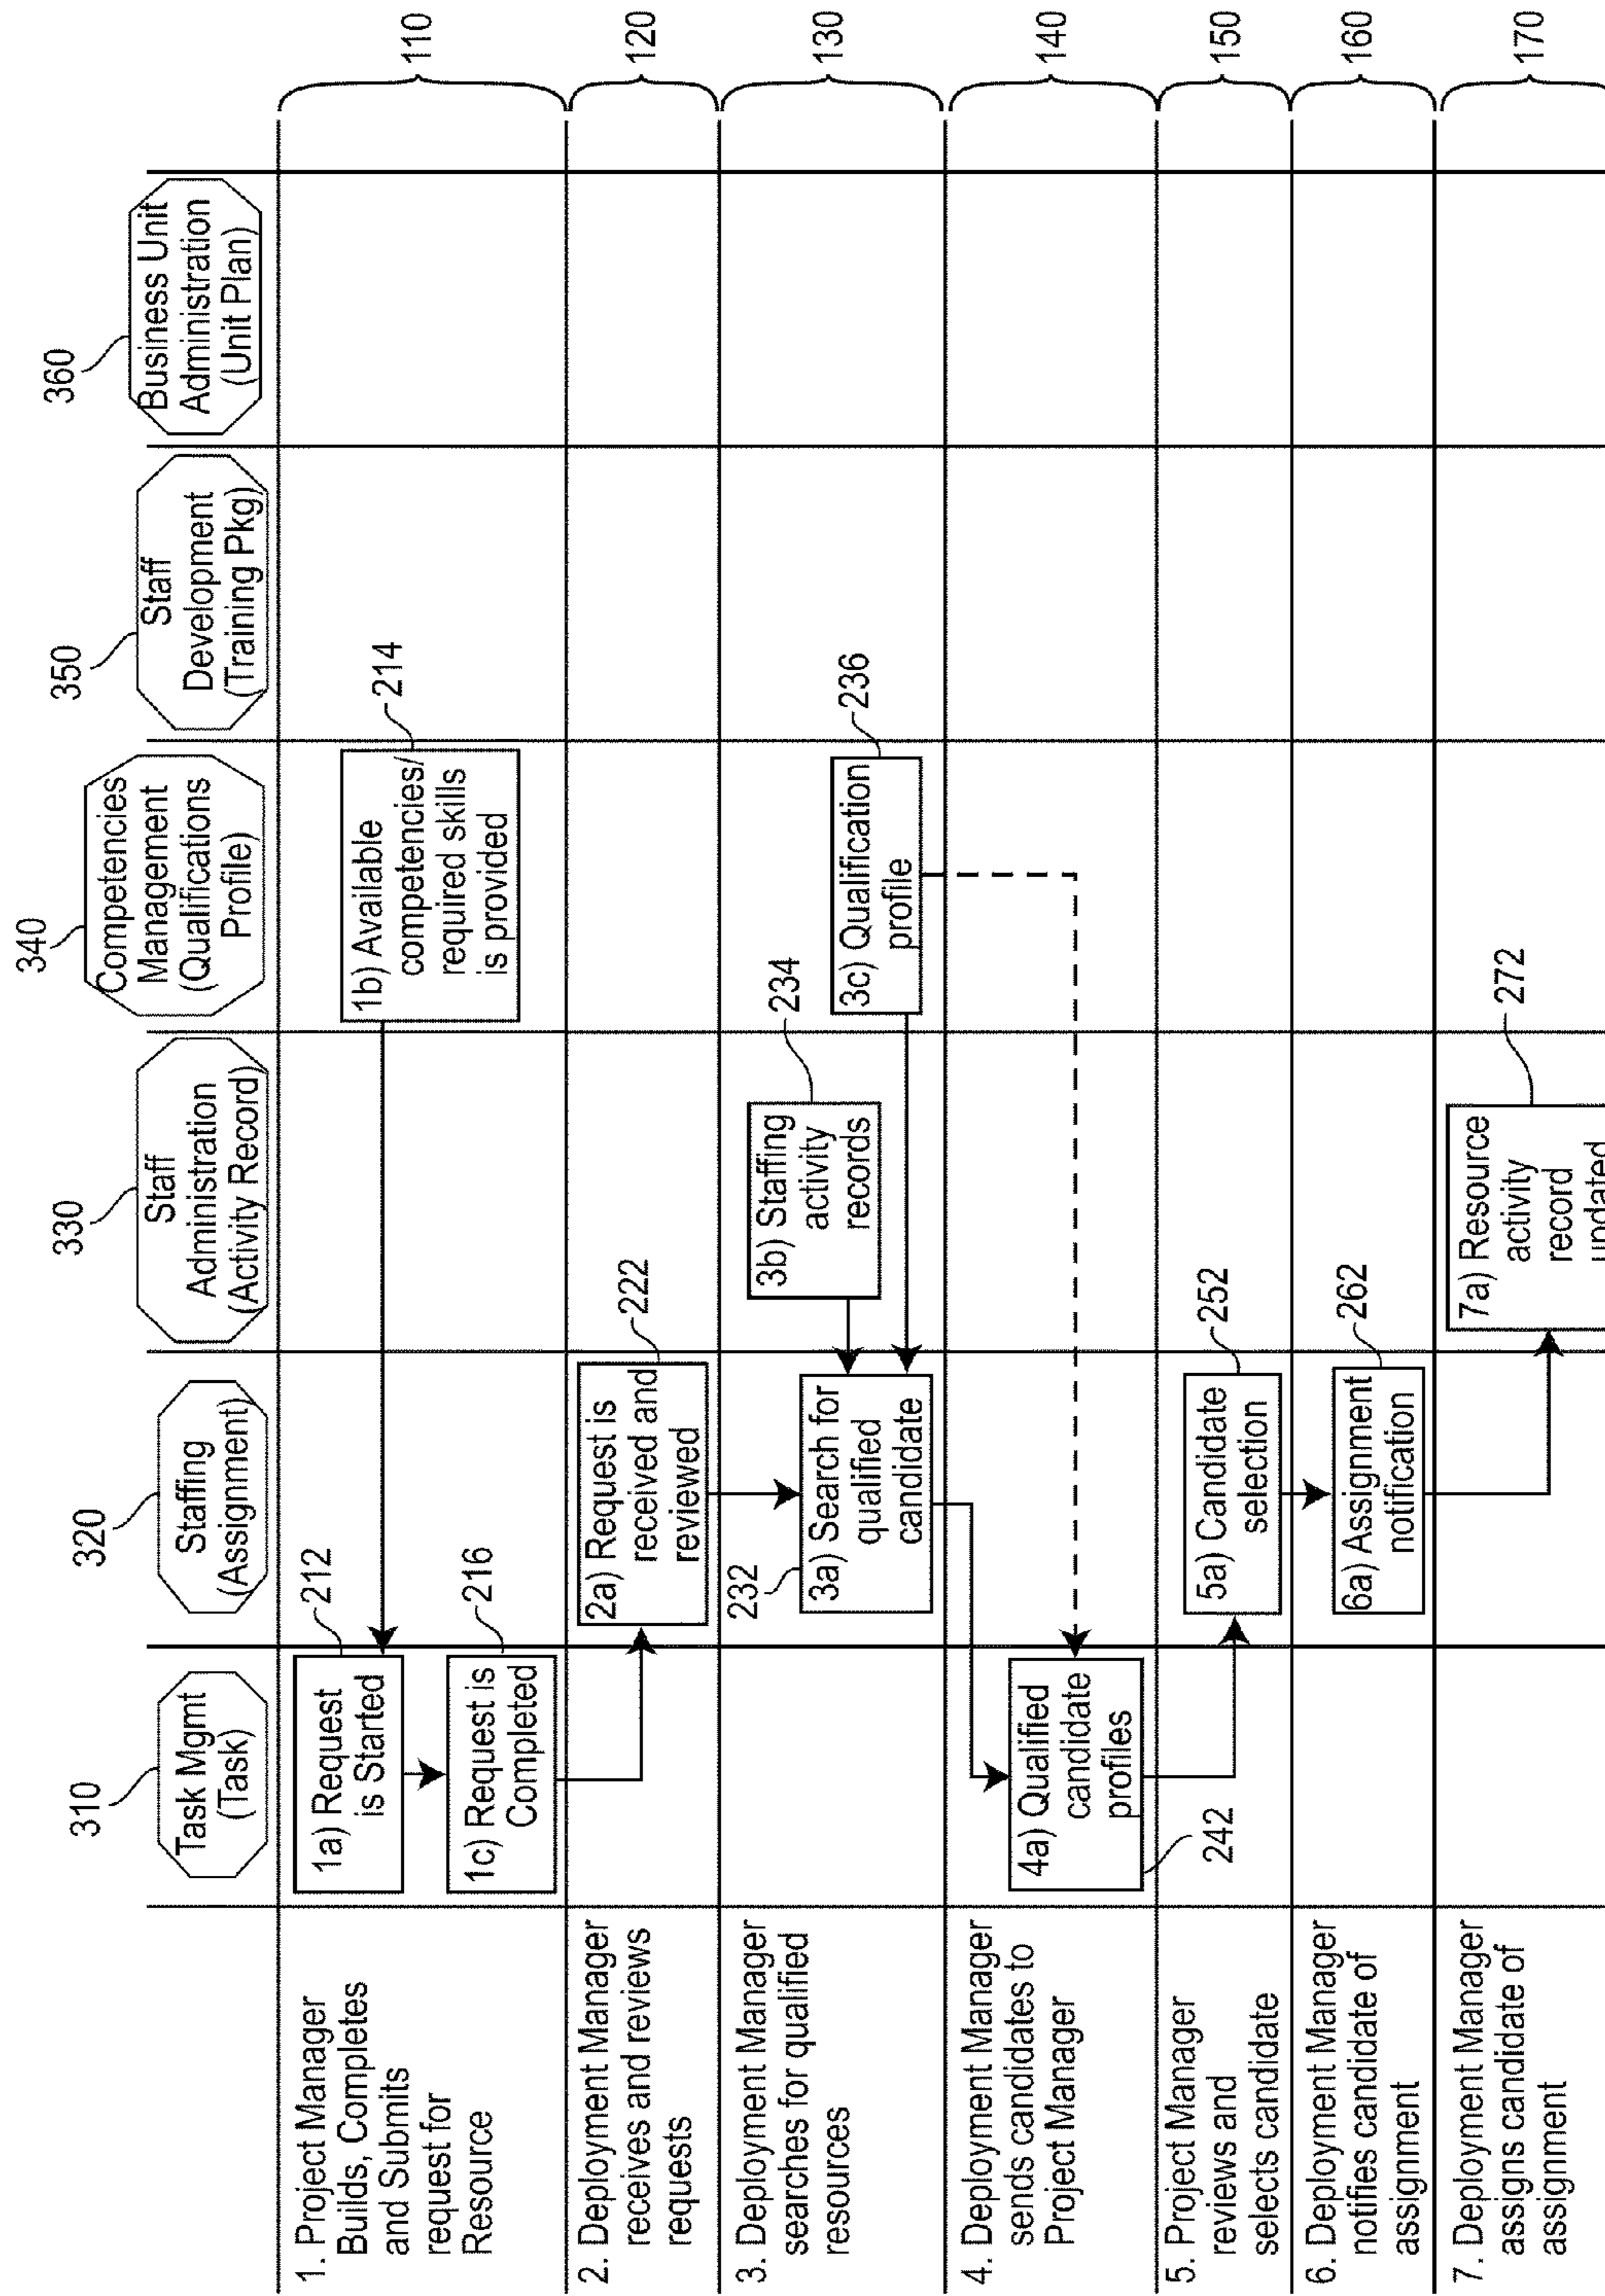 310
320
330
340
350
360
Task Mgmt
(Task)
Staffing
(Assignment)
Staff
Administration
(Activity Record)
Competencies
Management
(Qualifications
Profile)
Staff
Development
(Training Pkg)
Business Unit
Administration
(Unit Plan)
1. Project Manager
Builds, Completes
and Submits
request for
Resource
1a) Request
is Started
212
1b) Available
competencies/
required skills
is provided
214
1c) Request is
Completed
216
110
2. Deployment Manager
receives and reviews
requests
2a) Request is
received and
reviewed
222
120
3. Deployment Manager
searches for qualified
resources
232
3a) Search for
qualified
candidate
3b) Staffing
activity
records
234
3c) Qualification
profile
236
130
4. Deployment Manager
sends candidates to
Project Manager
4a) Qualified
candidate
profiles
242
140
5. Project Manager
reviews and
selects candidate
5a) Candidate
selection
252
150
6. Deployment Manager
notifies candidate of
assignment
6a) Assignment
notification
262
160
7. Deployment Manager
assigns candidate of
assignment
7a) Resource
activity
record
updated
272
170